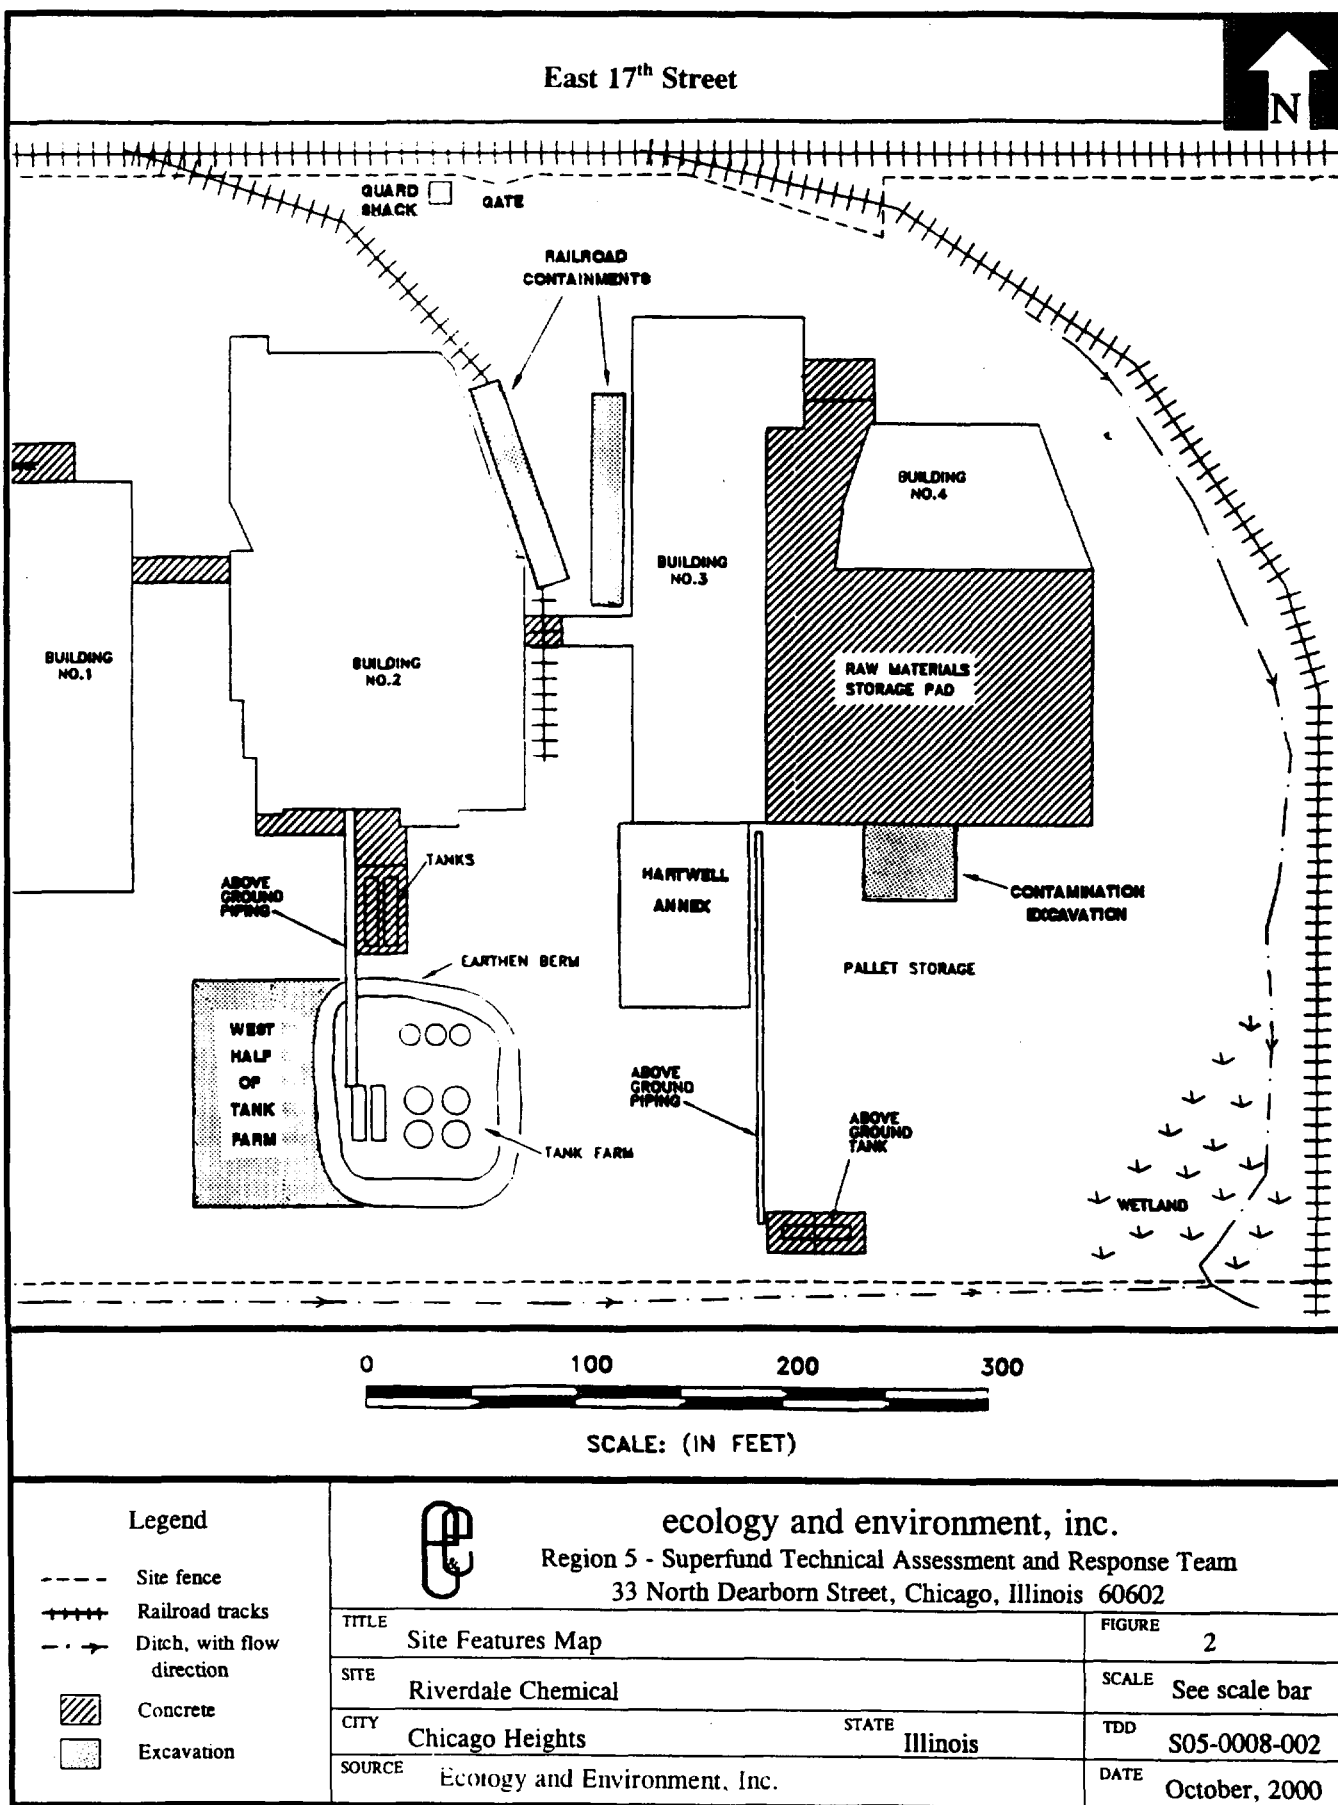 East 17th Street
N
GUARD
SHACK
GATE
RAILROAD
CONTAINMENTS
BUILDING
NO.4
BUILDING
NO.3
BUILDING
NO.1
BUILDING
NO.2
RAW MATERIALS
STORAGE PAD
TANKS
ABOVE
GROUND
PIPING
HARTWELL
ANNEX
CONTAMINATION
EXCAVATION
EARTHEN BERM
PALLET STORAGE
WEST
HALF
OF
TANK
FARM
TANK FARM
ABOVE
GROUND
PIPING
ABOVE
GROUND
TANK
WETLAND
0 100 200 300
SCALE: (IN FEET)
Legend
Site fence
Railroad tracks
Ditch, with flow
direction
Concrete
Excavation
e&e
ecology and environment, inc.
Region 5 - Superfund Technical Assessment and Response Team
33 North Dearborn Street, Chicago, Illinois 60602
TITLE Site Features Map
FIGURE 2
SITE Riverdale Chemical
SCALE See scale bar
CITY Chicago Heights
STATE Illinois
TDD S05-0008-002
SOURCE Ecology and Environment, Inc.
DATE October, 2000